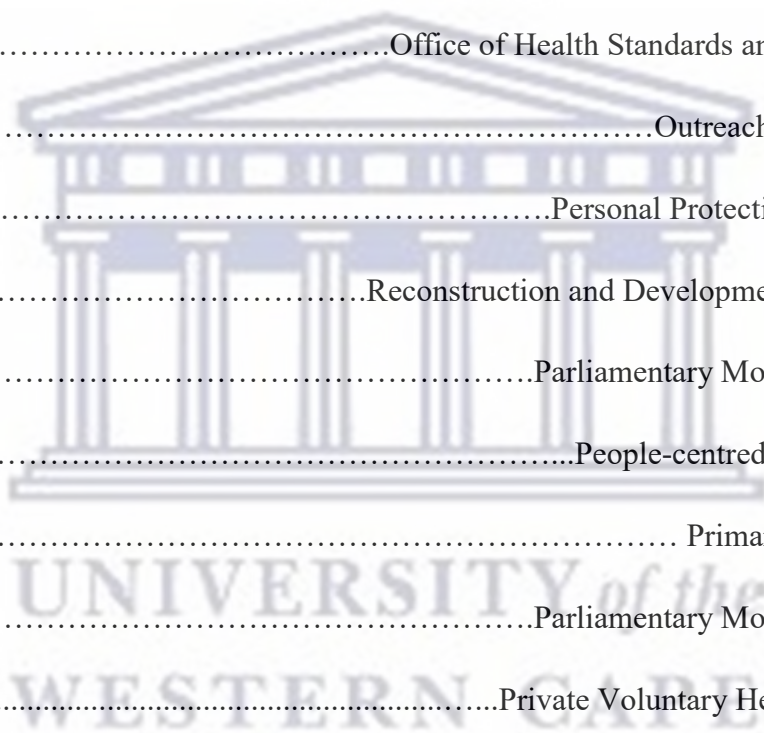 …………………………………Office of Health Standards an
…………………………………………………………Outreach
………………………………………………Personal Protecti
………………………………Reconstruction and Developme
……………………………………………Parliamentary Mo
………………………………………………...People-centred
………………………………………………………… Prima
UNIVERSITY of the
……………………………………………Parliamentary Mo
WESTERN CAPE
...............................................……..Private Voluntary He